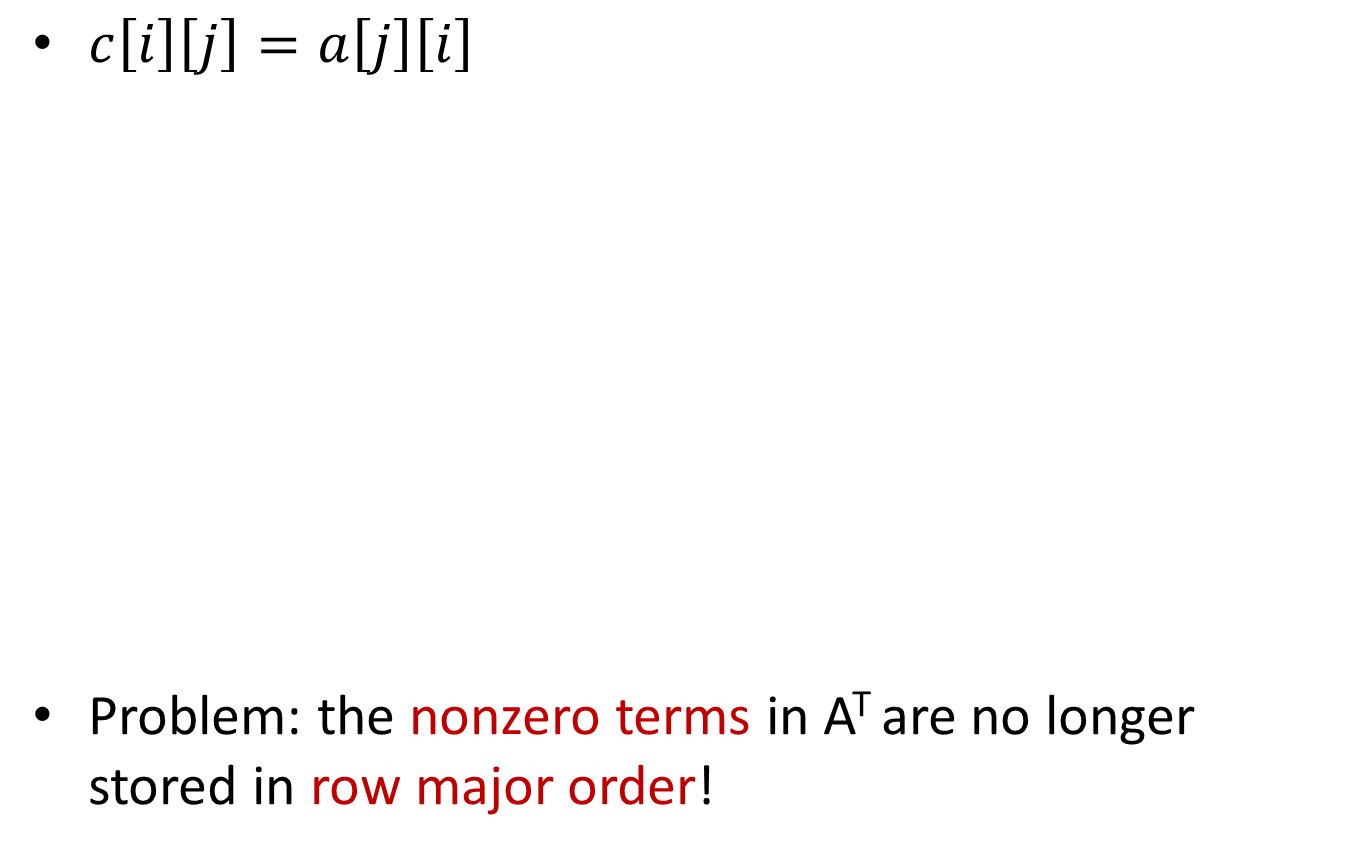 • c[i][j] = a[j][i]
• Problem: the nonzero terms in Aᵀ are no longer
stored in row major order!